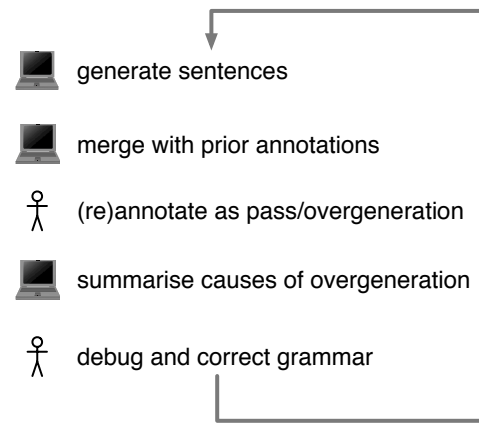 generate sentences
merge with prior annotations
(re)annotate as pass/overgeneration
summarise causes of overgeneration
debug and correct grammar